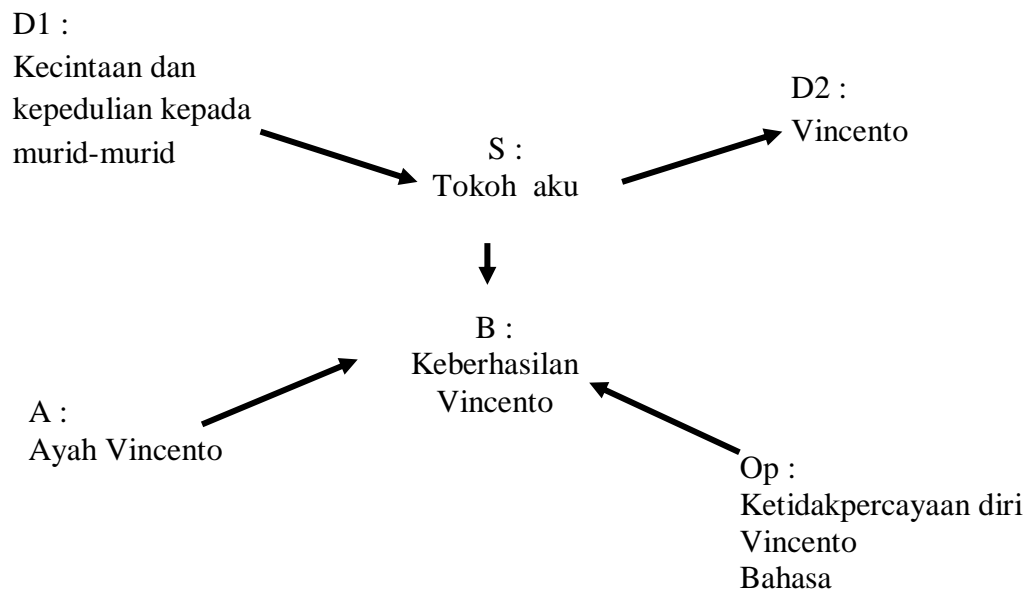 D1 :
Kecintaan dan
kepedulian kepada
murid-murid
S :
Tokoh aku
D2 :
Vincento
B :
Keberhasilan
Vincento
A :
Ayah Vincento
Op :
Ketidakpercayaan diri
Vincento
Bahasa